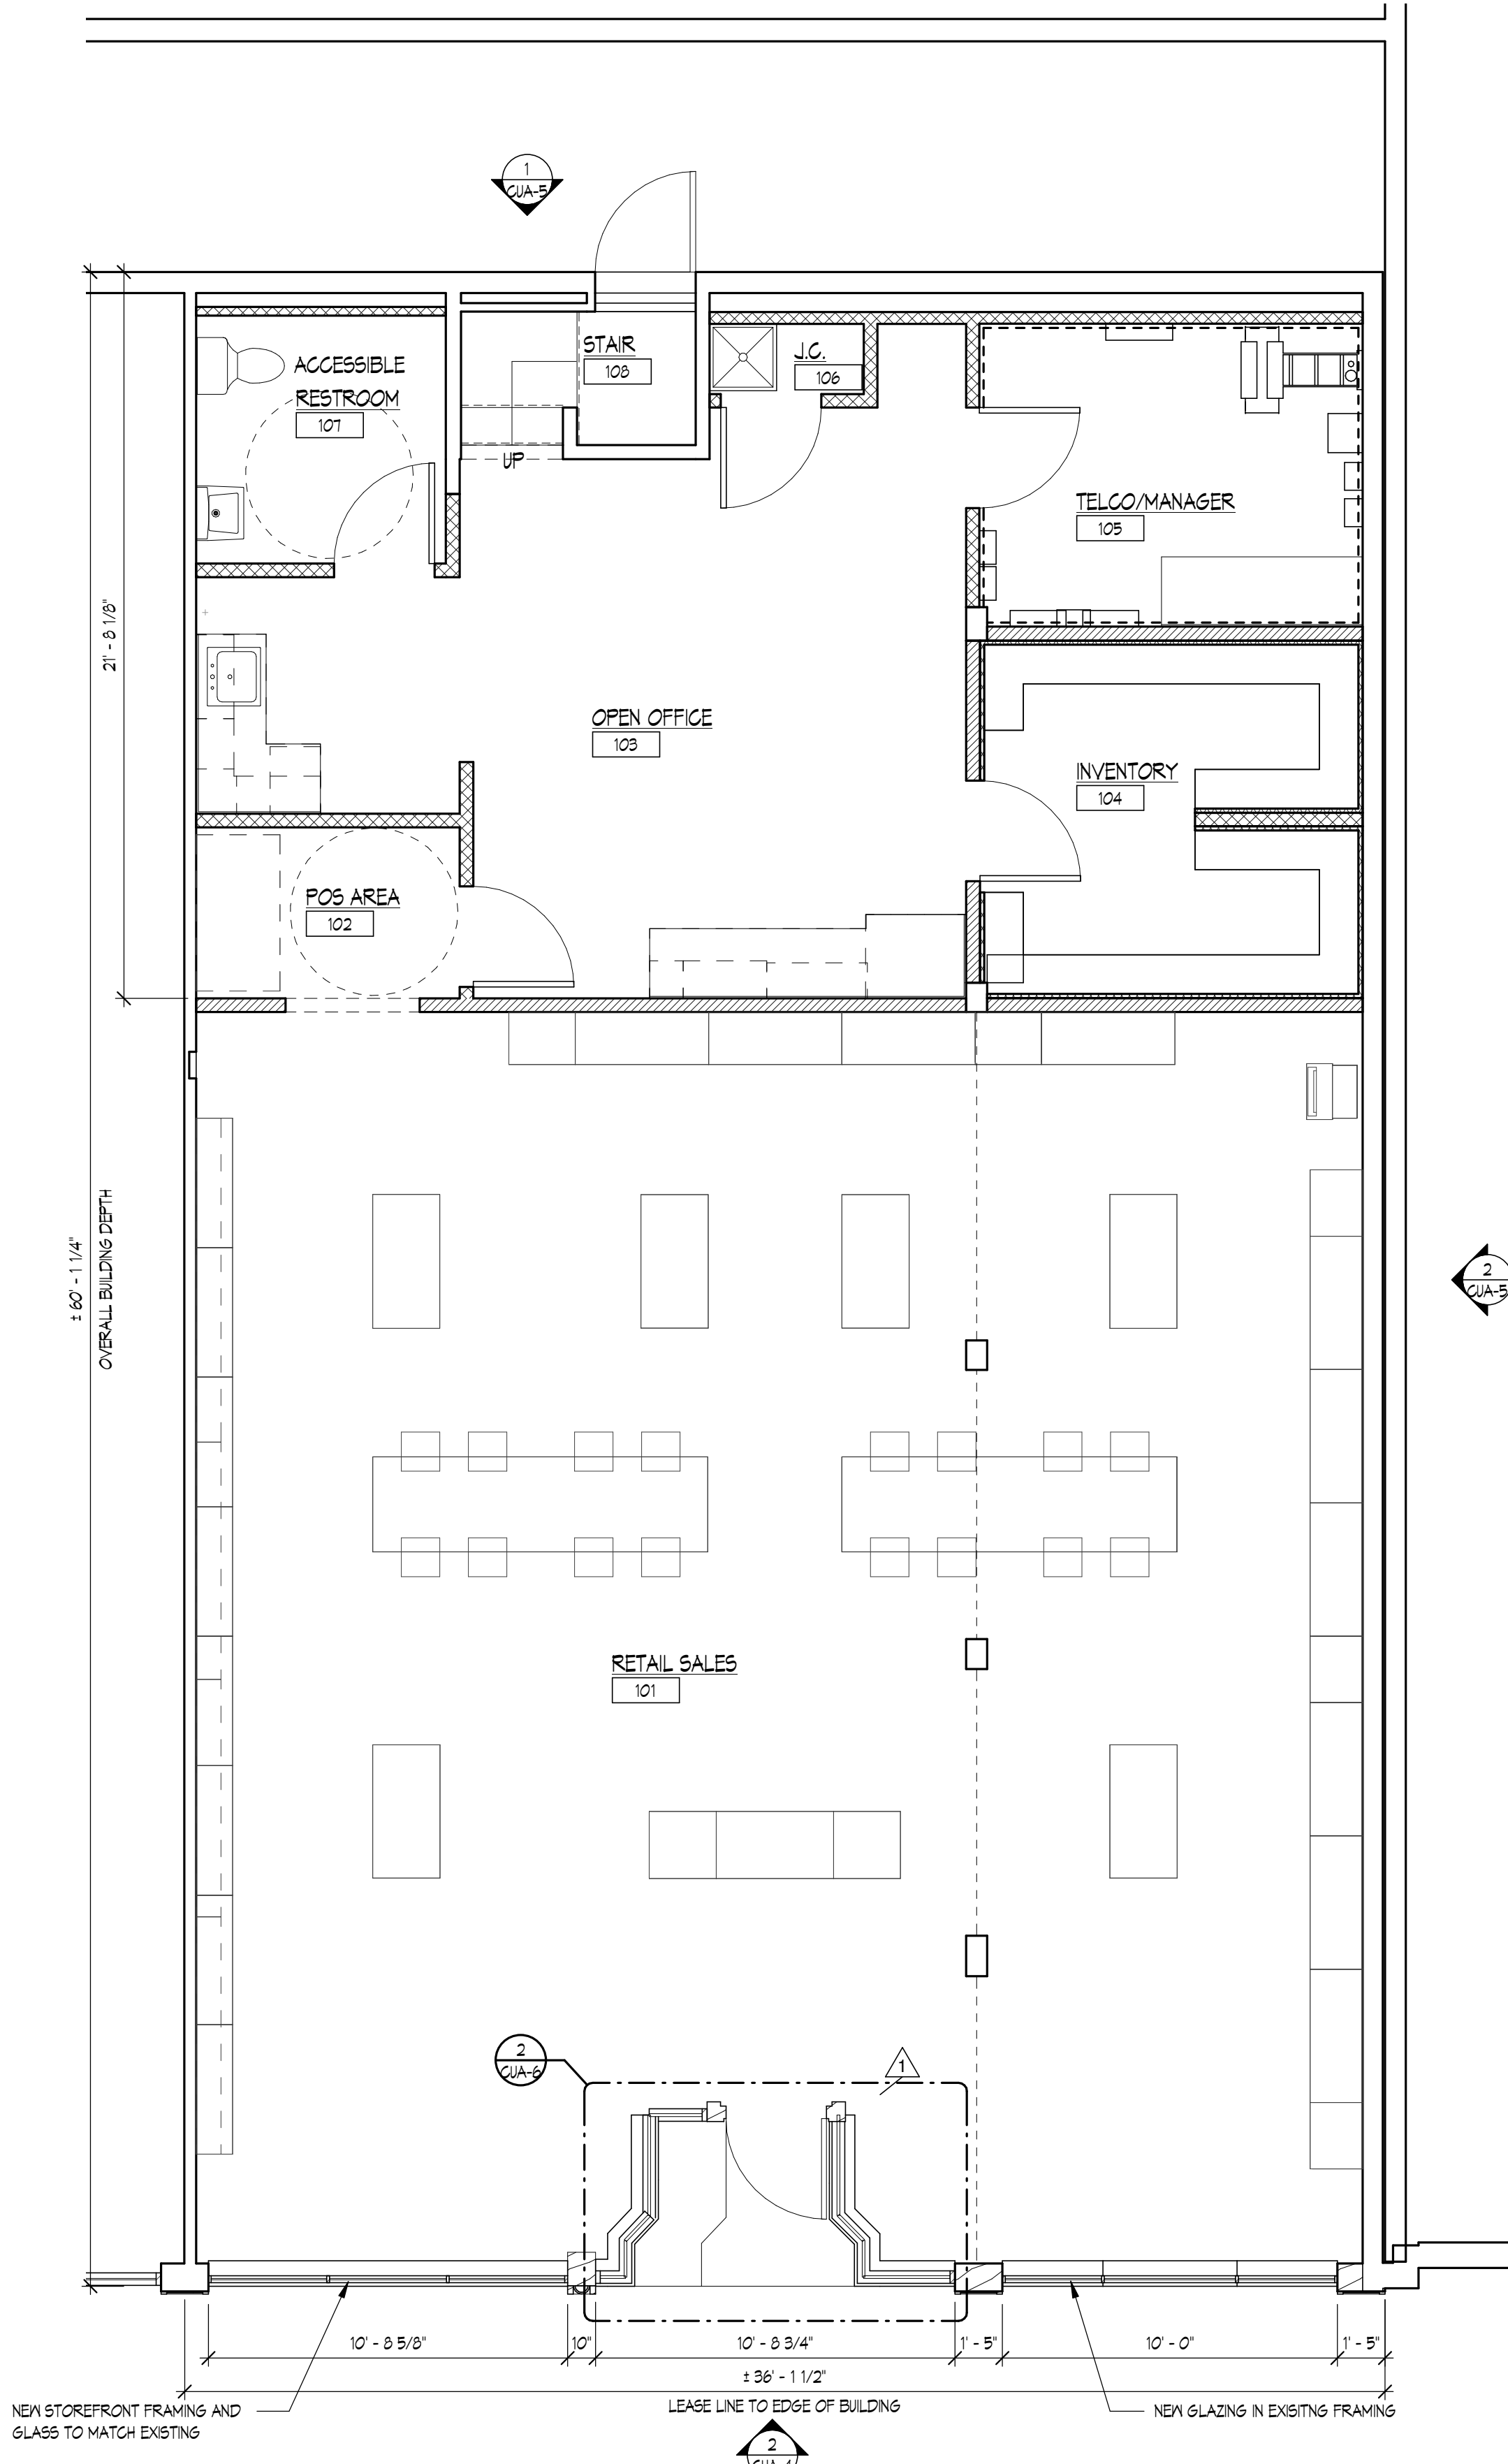 1
CUA-5
STAIR
108
J.C.
106
ACCESSIBLE
RESTROOM
107
UP
TELCO/MANAGER
105
21' - 8 1/8"
OPEN OFFICE
103
INVENTORY
104
POS AREA
102
± 60' - 1 1/4"
OVERALL BUILDING DEPTH
2
CUA-5
RETAIL SALES
101
2
CUA-6
1
10' - 8 5/8"
10"
10' - 8 3/4"
1' - 5"
10' - 0"
1' - 5"
± 36' - 1 1/2"
LEASE LINE TO EDGE OF BUILDING
NEW STOREFRONT FRAMING AND
GLASS TO MATCH EXISTING
NEW GLAZING IN EXISITNG FRAMING
2